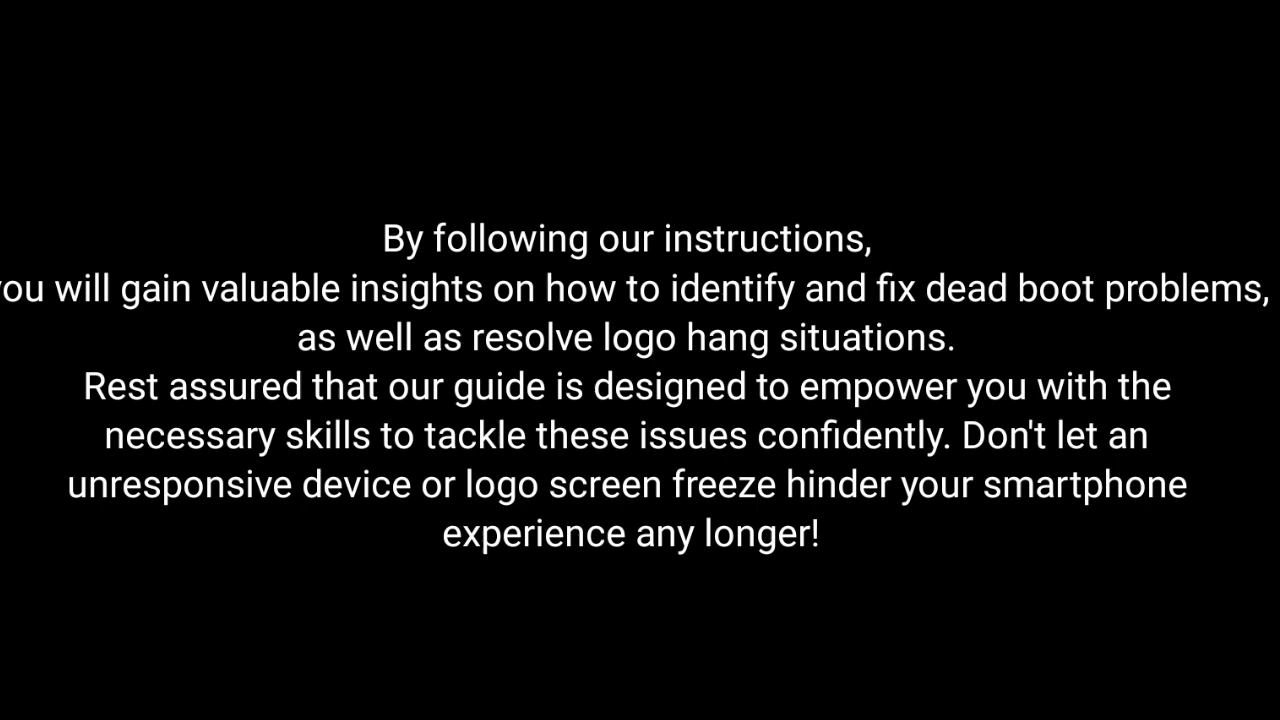 By following our instructions,
you will gain valuable insights on how to identify and fix dead boot problems,
as well as resolve logo hang situations.
Rest assured that our guide is designed to empower you with the
necessary skills to tackle these issues confidently. Don't let an
unresponsive device or logo screen freeze hinder your smartphone
experience any longer!